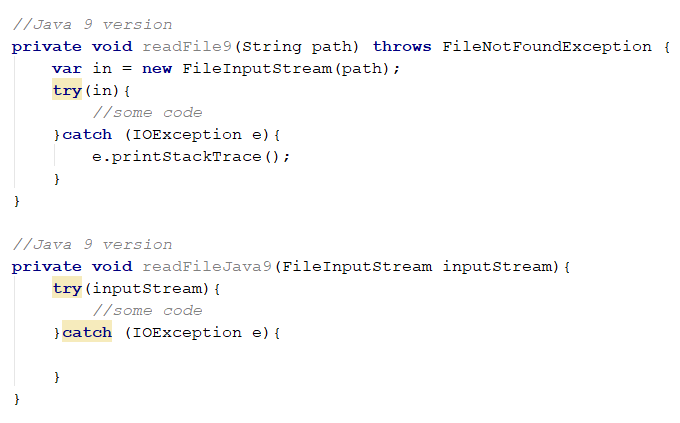 //Java 9 version
private void readFile9(String path) throws FileNotFoundException {
    var in = new FileInputStream(path);
    try(in){
        //some code
    }catch (IOException e){
        e.printStackTrace();
    }
}

//Java 9 version
private void readFileJava9(FileInputStream inputStream){
    try(inputStream){
        //some code
    }catch (IOException e){

    }
}